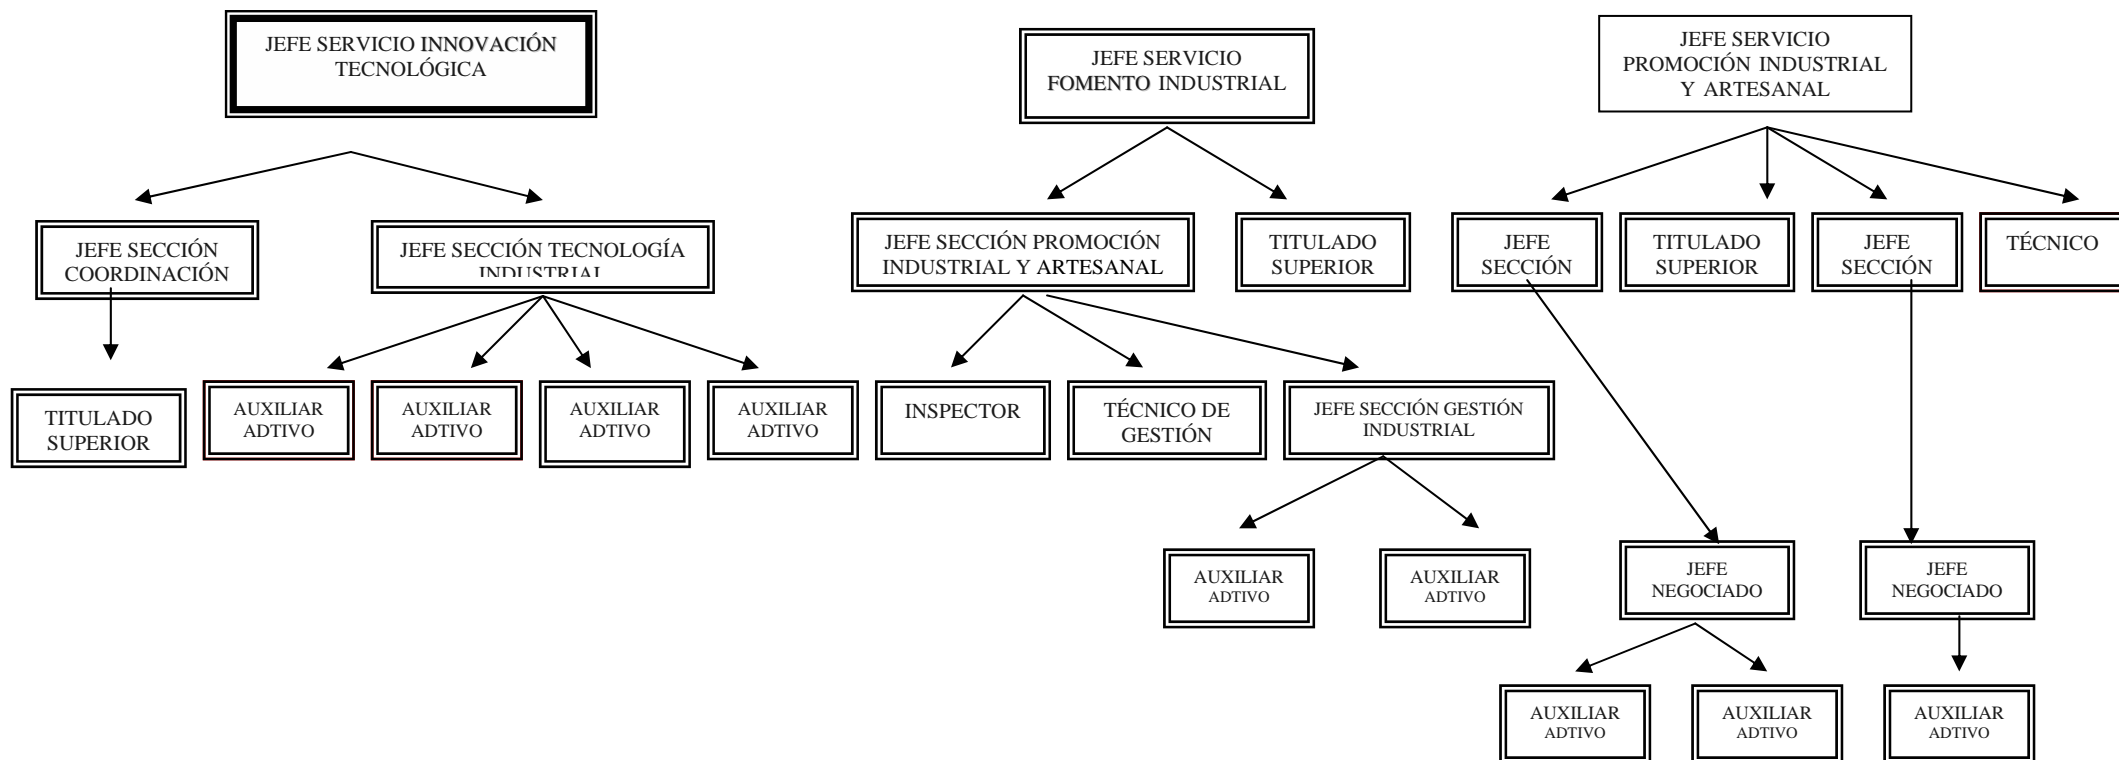 JEFE SERVICIO INNOVACIÓN
TECNOLÓGICA
JEFE SERVICIO
FOMENTO INDUSTRIAL
JEFE SERVICIO
PROMOCIÓN INDUSTRIAL
Y ARTESANAL
JEFE SECCIÓN
COORDINACIÓN
JEFE SECCIÓN TECNOLOGÍA
INDUSTRIAL
JEFE SECCIÓN PROMOCIÓN
INDUSTRIAL Y ARTESANAL
TITULADO
SUPERIOR
JEFE
SECCIÓN
TITULADO
SUPERIOR
JEFE
SECCIÓN
TÉCNICO
TITULADO
SUPERIOR
AUXILIAR
ADTIVO
AUXILIAR
ADTIVO
AUXILIAR
ADTIVO
AUXILIAR
ADTIVO
INSPECTOR
TÉCNICO DE
GESTIÓN
JEFE SECCIÓN GESTIÓN
INDUSTRIAL
AUXILIAR
ADTIVO
AUXILIAR
ADTIVO
JEFE
NEGOCIADO
JEFE
NEGOCIADO
AUXILIAR
ADTIVO
AUXILIAR
ADTIVO
AUXILIAR
ADTIVO